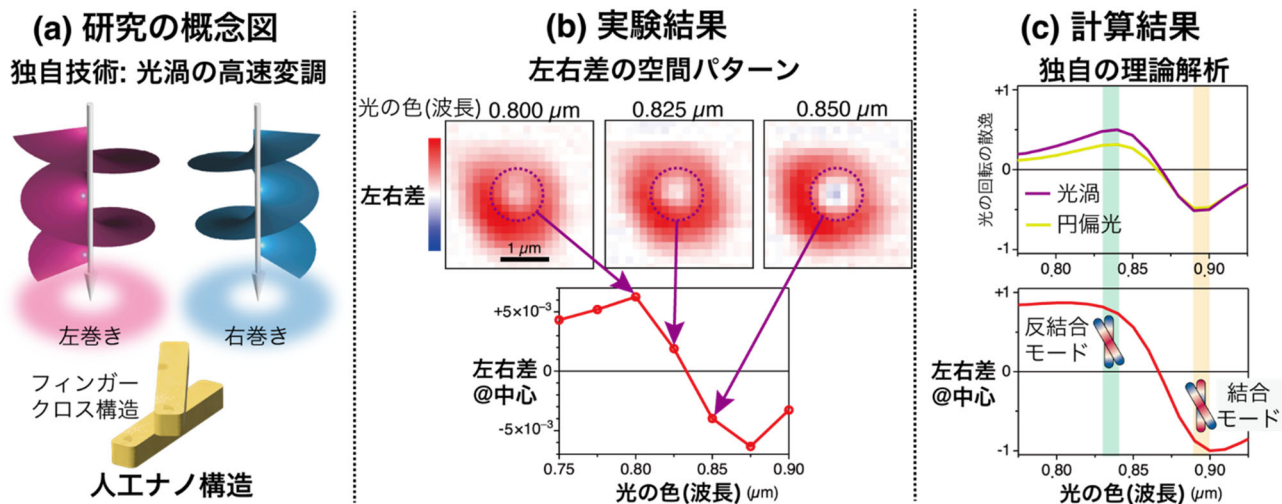 (a) 研究の概念図
独自技術: 光渦の高速変調
左巻き
右巻き
フィンガー
クロス構造
人工ナノ構造
(b) 実験結果
左右差の空間パターン
光の色(波長)
0.800 μm
0.825 μm
0.850 μm
左右差
1 μm
+5×10⁻³
0
-5×10⁻³
左右差
@中心
0.75
0.80
0.85
0.90
光の色(波長) (μm)
(c) 計算結果
独自の理論解析
光の回転の散逸
+1
0
-1
光渦
円偏光
0.80
0.85
0.90
+1
0
-1
左右差
@中心
反結合
モード
結合
モード
0.80
0.85
0.90
光の色(波長) (μm)